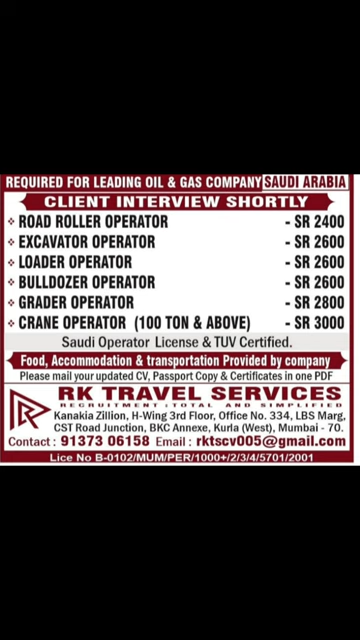 REQUIRED FOR LEADING OIL & GAS COMPANY SAUDI ARABIA
CLIENT INTERVIEW SHORTLY
❖ ROAD ROLLER OPERATOR - SR 2400
❖ EXCAVATOR OPERATOR - SR 2600
❖ LOADER OPERATOR - SR 2600
❖ BULLDOZER OPERATOR - SR 2600
❖ GRADER OPERATOR - SR 2800
❖ CRANE OPERATOR (100 TON & ABOVE) - SR 3000
Saudi Operator License & TUV Certified.
Food, Accommodation & transportation Provided by company
Please mail your updated CV, Passport Copy & Certificates in one PDF
RK TRAVEL SERVICES
RECRUITMENT: TOTAL AND SIMPLIFIED
Kanakia Zillion, H-Wing 3rd Floor, Office No. 334, LBS Marg,
CST Road Junction, BKC Annexe, Kurla (West), Mumbai - 70.
Contact : 91373 06158 Email : rktscv005@gmail.com
Lice No B-0102/MUM/PER/1000+/2/3/4/5701/2001